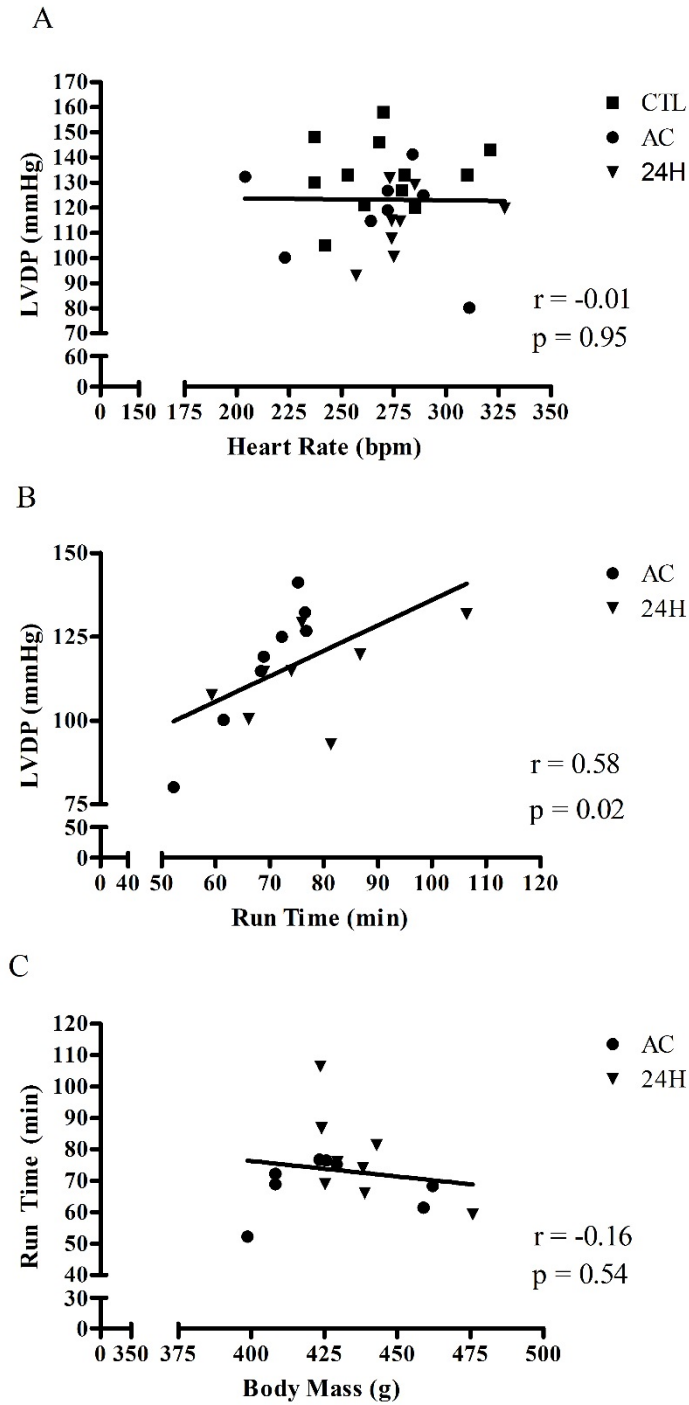 A
170
160
150
140
130
120
110
100
90
80
70
60
0
LVDP (mmHg)
CTL
AC
24H
r = -0.01
p = 0.95
0 150 175 200 225 250 275 300 325 350
Heart Rate (bpm)
B
150
125
100
75
50
0
LVDP (mmHg)
AC
24H
r = 0.58
p = 0.02
0 40 50 60 70 80 90 100 110 120
Run Time (min)
C
120
110
100
90
80
70
60
50
40
30
0
Run Time (min)
AC
24H
r = -0.16
p = 0.54
0 350 375 400 425 450 475 500
Body Mass (g)